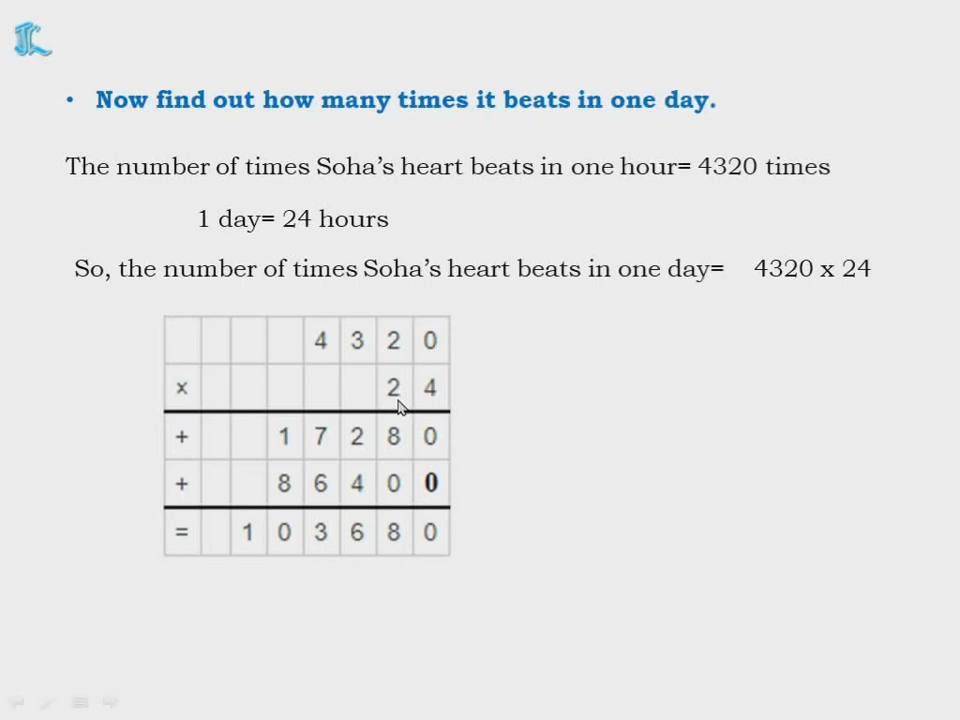 • Now find out how many times it beats in one day.
The number of times Soha's heart beats in one hour= 4320 times
1 day= 24 hours
So, the number of times Soha's heart beats in one day= 4320 x 24
4 3 2 0
x 2 4
+ 1 7 2 8 0
+ 8 6 4 0 0
= 1 0 3 6 8 0